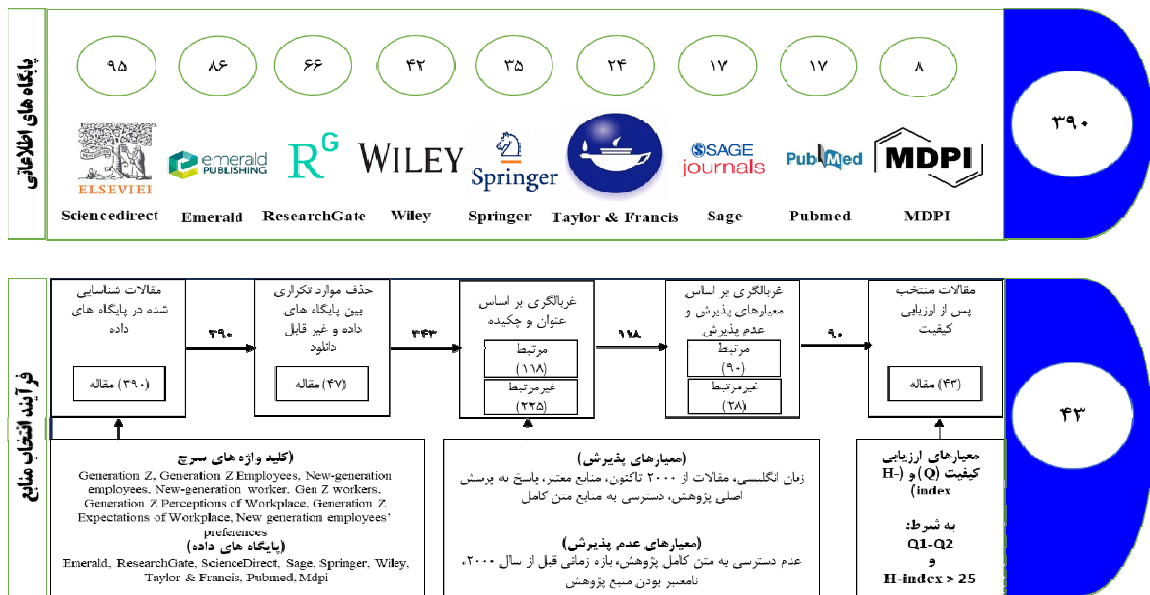 پایگاه های اطلاعاتی
۹۵
۸۶
۶۶
۴۲
۳۵
۲۴
۱۷
۱۷
۸
۳۹۰
ELSEVIEI
emerald
PUBLISHING
RG
WILEY
Springer
SAGE
journals
PubMed
MDPI
Sciencedirect
Emerald
ResearchGate
Wiley
Springer
Taylor & Francis
Sage
Pubmed
MDPI
فرآیند انتخاب منابع
مقالات شناسایی
شده در پایگاه های
داده
(۳۹۰) مقاله
۳۹۰
حذف موارد تکراری
بین پایگاه های
داده و غیر قابل
دانلود
(۴۷) مقاله
۳۴۳
غربالگری بر اساس
عنوان و چکیده
مرتبط
(۱۱۸)
غیرمرتبط
(۲۲۵)
۱۱۸
غربالگری بر اساس
معیارهای پذیرش و
عدم پذیرش
مرتبط
(۹۰)
غیرمرتبط
(۲۸)
۹۰
مقالات منتخب
پس از ارزیابی
کیفیت
(۴۳) مقاله
۴۳
(کلید واژه های سرچ
Generation Z, Generation Z Employees, New-generation
employees, New-generation worker, Gen Z workers,
Generation Z Perceptions of Workplace, Generation Z
Expectations of Workplace, New generation employees'
preferences
(پایگاه های داده)
Emerald, ResearchGate, ScienceDirect, Sage, Springer, Wiley,
Taylor & Francis, Pubmed, Mdpi
(معیارهای پذیرش)
زمان انگلیسی، مقالات از ۲۰۰۰ تاکنون، منابع معتبر، پاسخ به پرسش
اصلی پژوهش، دسترسی به منابع متن کامل
(معیارهای عدم پذیرش)
عدم دسترسی به متن کامل پژوهش، بازه زمانی قبل از سال ۲۰۰۰،
نامعتبر بودن منبع پژوهش
معیارهای ارزیابی
کیفیت (Q) و (H-
index)
به شرط:
Q1-Q2
و
H-index > 25